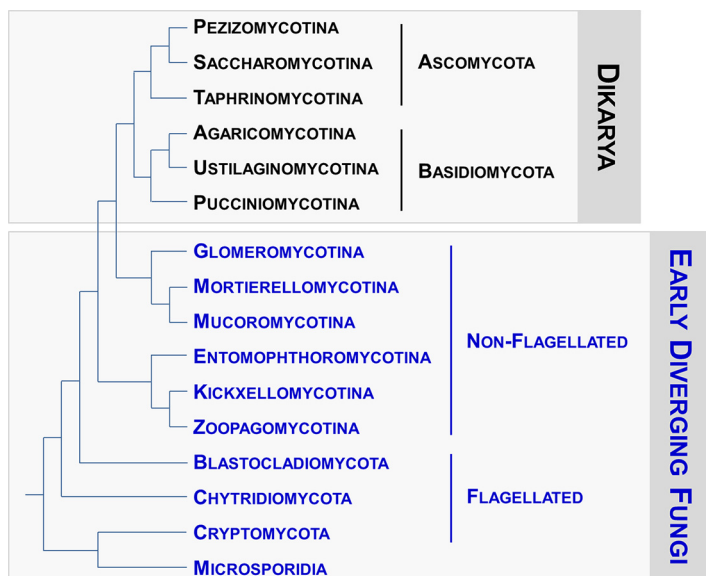 PEZIZOMYCOTINA
SACCHAROMYCOTINA
TAPHRINOMYCOTINA
ASCOMYCOTA
AGARICOMYCOTINA
USTILAGINOMYCOTINA
PUCCINIOMYCOTINA
BASIDIOMYCOTA
DIKARYA
GLOMEROMYCOTINA
MORTIERELLOMYCOTINA
MUCOROMYCOTINA
ENTOMOPHTHOROMYCOTINA
KICKXELLOMYCOTINA
ZOOPAGOMYCOTINA
NON-FLAGELLATED
BLASTOCLADIOMYCOTA
CHYTRIDIOMYCOTA
CRYPTOMYCOTA
FLAGELLATED
MICROSPORIDIA
EARLY DIVERGING FUNGI